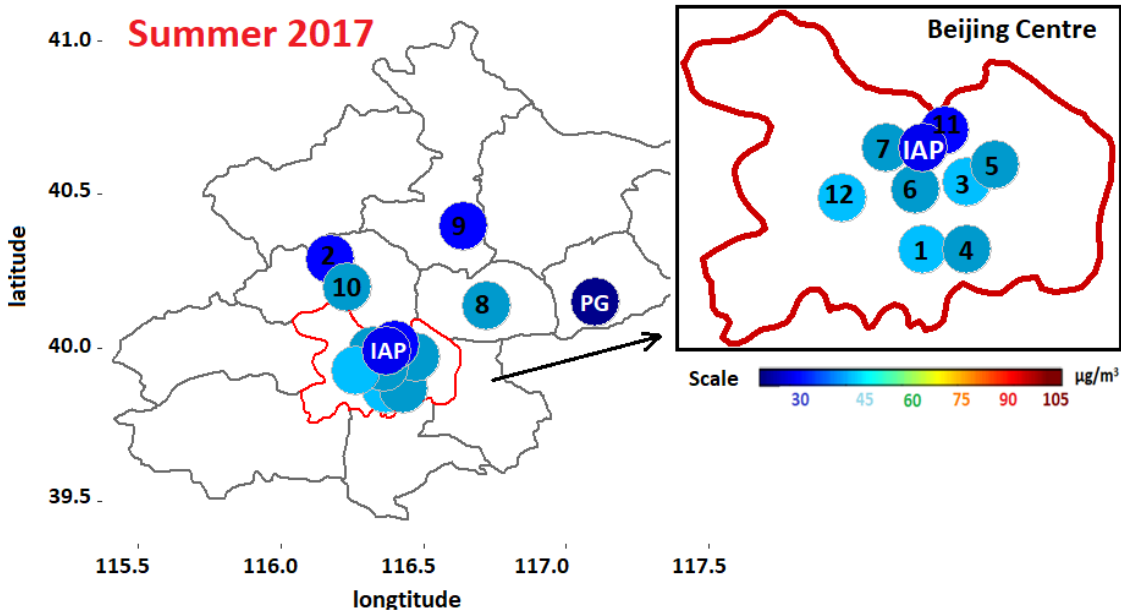 Summer 2017
Beijing Centre
41.0
40.5
40.0
39.5
latitude
2
10
9
8
PG
IAP
11
7
IAP
5
3
6
12
1
4
Scale
µg/m³
30 45 60 75 90 105
115.5 116.0 116.5 117.0 117.5
longtitude